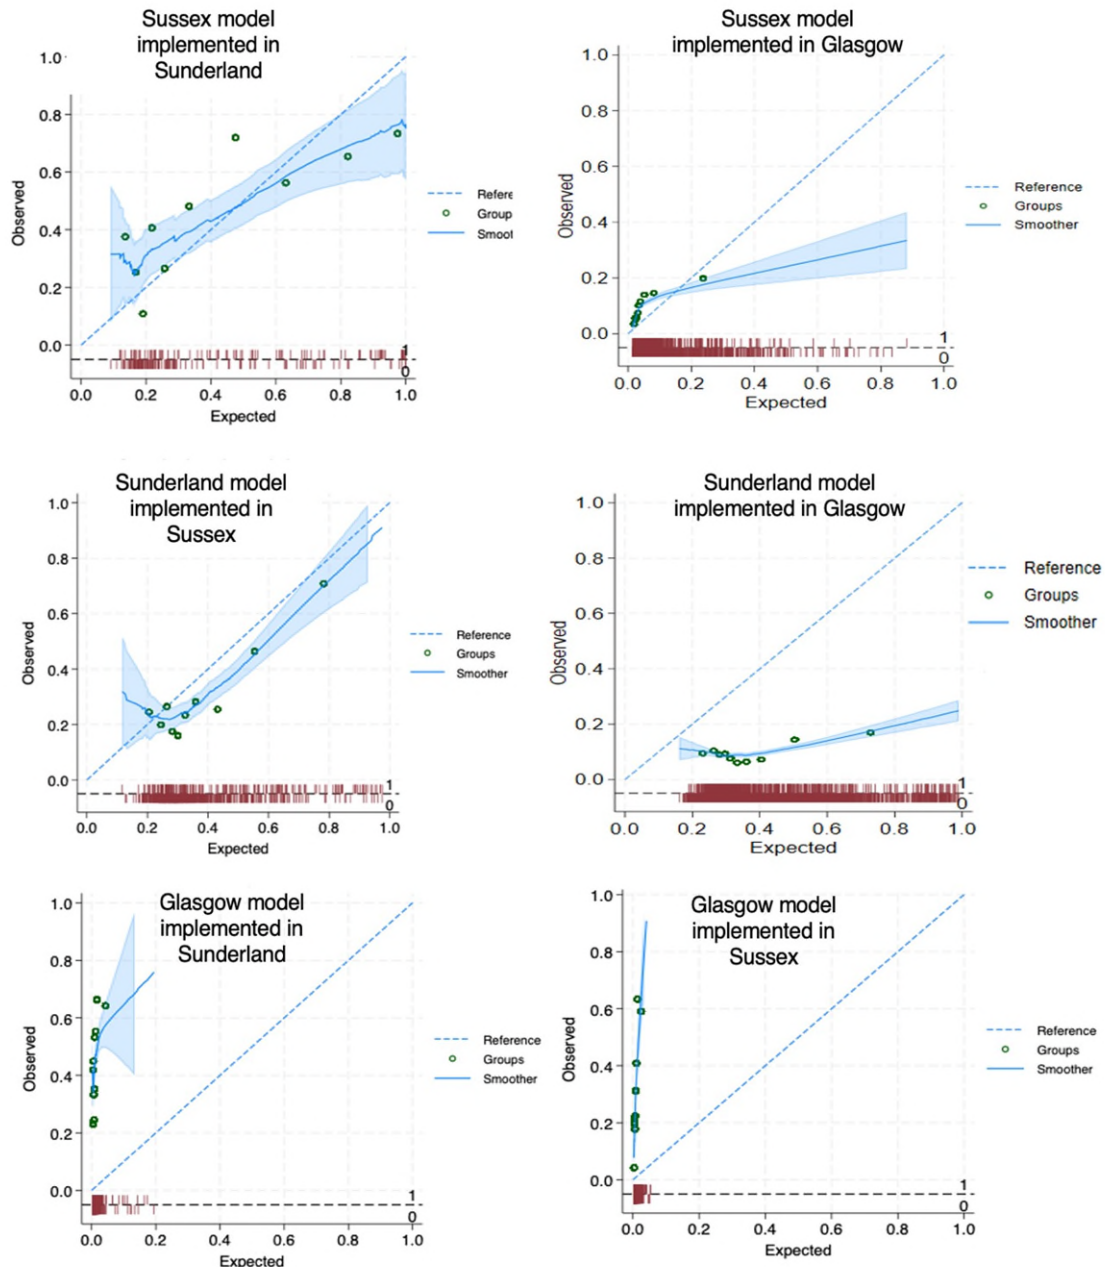 Sussex model
implemented in
Sunderland
1.0
0.8
0.6
0.4
0.2
0.0
Observed
1
0
0.0 0.2 0.4 0.6 0.8 1.0
Expected
Refere
Group
Smoot
Sussex model
implemented in Glasgow
1.0
0.8
0.6
0.4
0.2
0.0
Observed
1
0
0.0 0.2 0.4 0.6 0.8 1.0
Expected
Reference
Groups
Smoother
Sunderland model
implemented in
Sussex
1.0
0.8
0.6
0.4
0.2
0.0
Observed
1
0
0.0 0.2 0.4 0.6 0.8 1.0
Expected
Reference
Groups
Smoother
Sunderland model
implemented in Glasgow
1.0
0.8
0.6
0.4
0.2
0.0
Observed
1
0
0.0 0.2 0.4 0.6 0.8 1.0
Expected
Reference
Groups
Smoother
Glasgow model
implemented in
Sunderland
1.0
0.8
0.6
0.4
0.2
0.0
Observed
1
0
0.0 0.2 0.4 0.6 0.8 1.0
Expected
Reference
Groups
Smoother
Glasgow model
implemented in
Sussex
1.0
0.8
0.6
0.4
0.2
0.0
Observed
1
0
0.0 0.2 0.4 0.6 0.8 1.0
Expected
Reference
Groups
Smoother